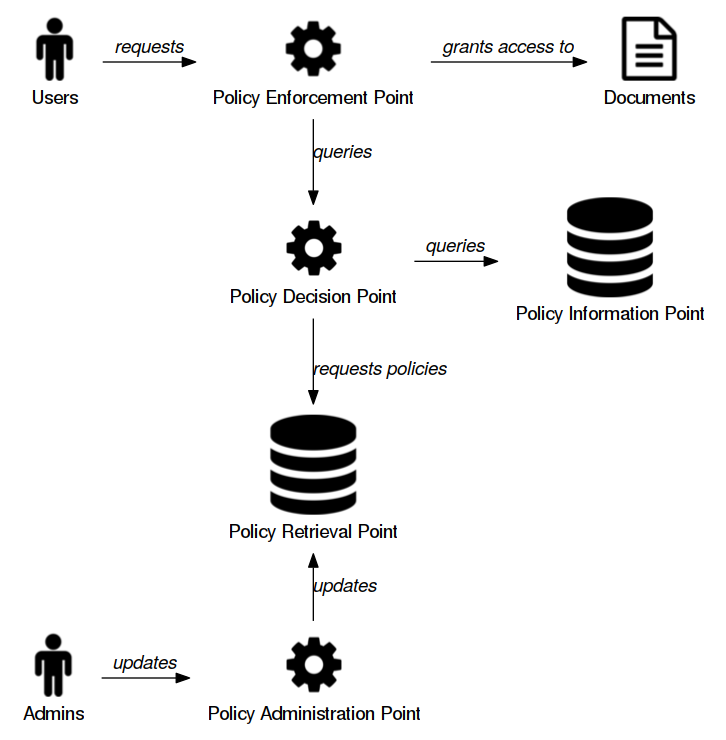 requests
grants access to
Users
Policy Enforcement Point
Documents
queries
queries
Policy Decision Point
Policy Information Point
requests policies
Policy Retrieval Point
updates
updates
Admins
Policy Administration Point